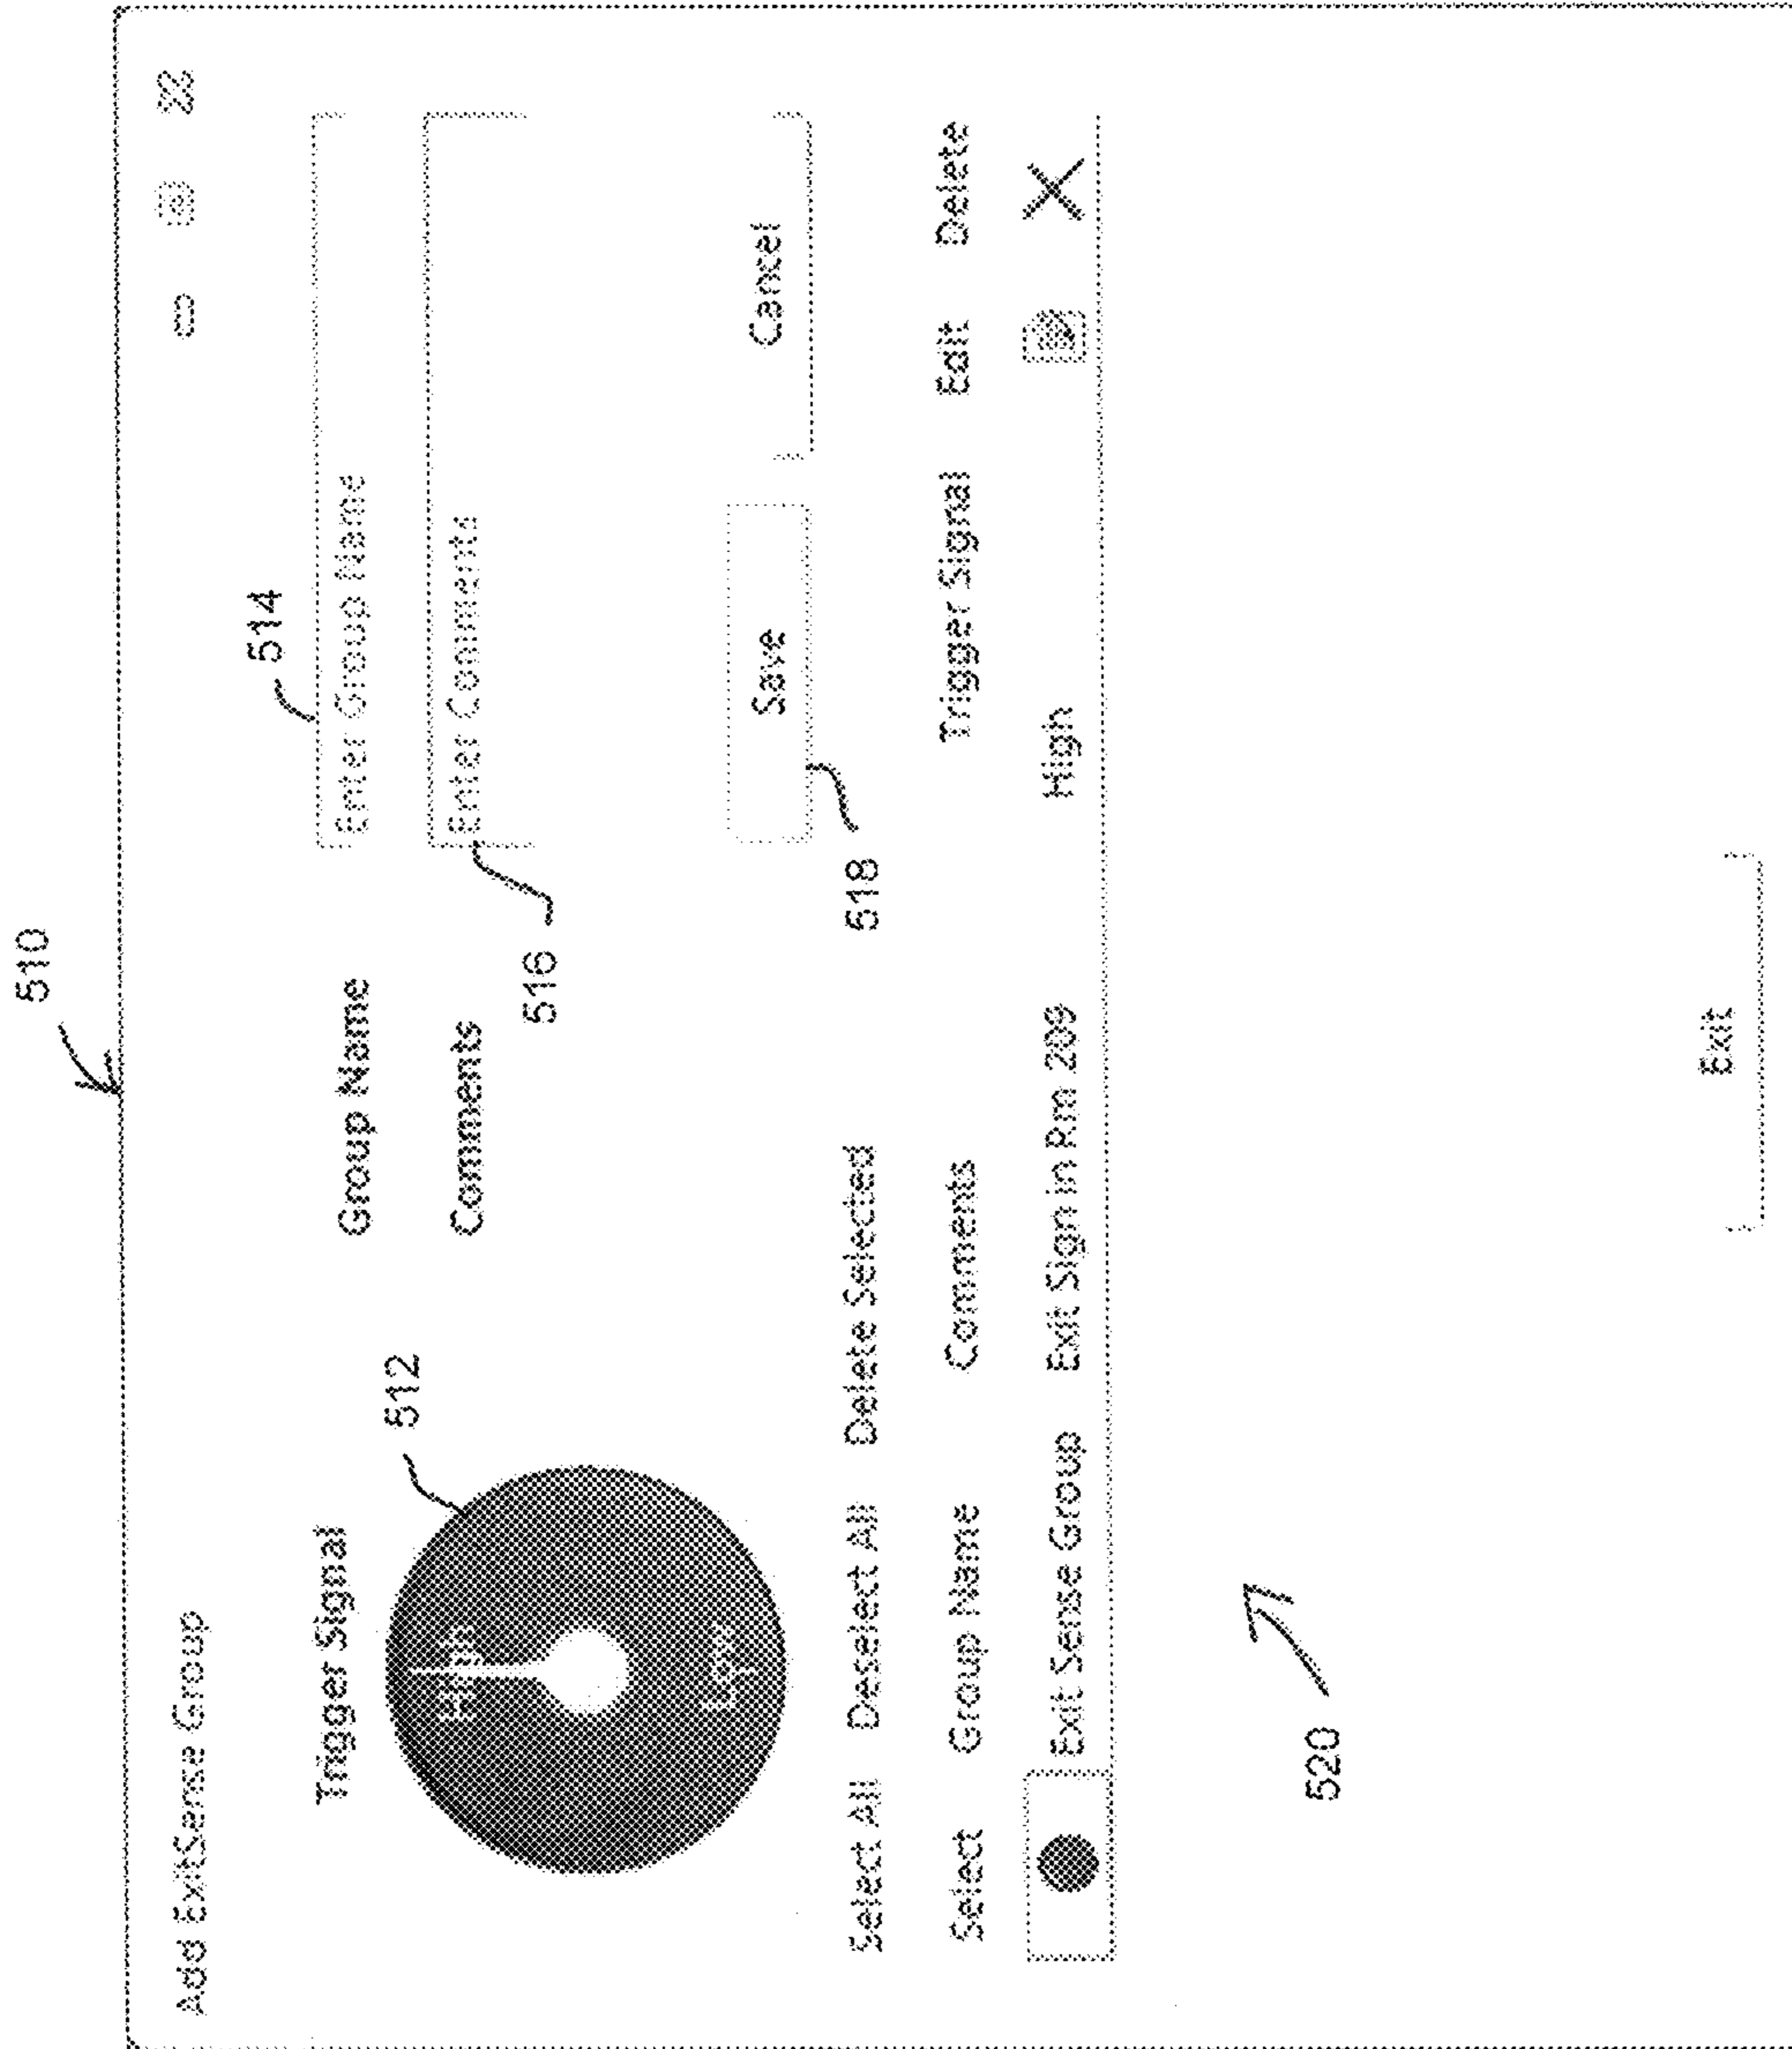 510
Add ExitSense Group
Trigger Signal
High
Low
512
Group Name
514
Enter Group Name
Comments
Enter Comments
516
Save
Cancel
518
Select All Deselect All Delete Selected
Select Group Name Comments Trigger Signal Edit Delete
Exit Sense Group Exit Sign in Rm 209 High
520
Exit